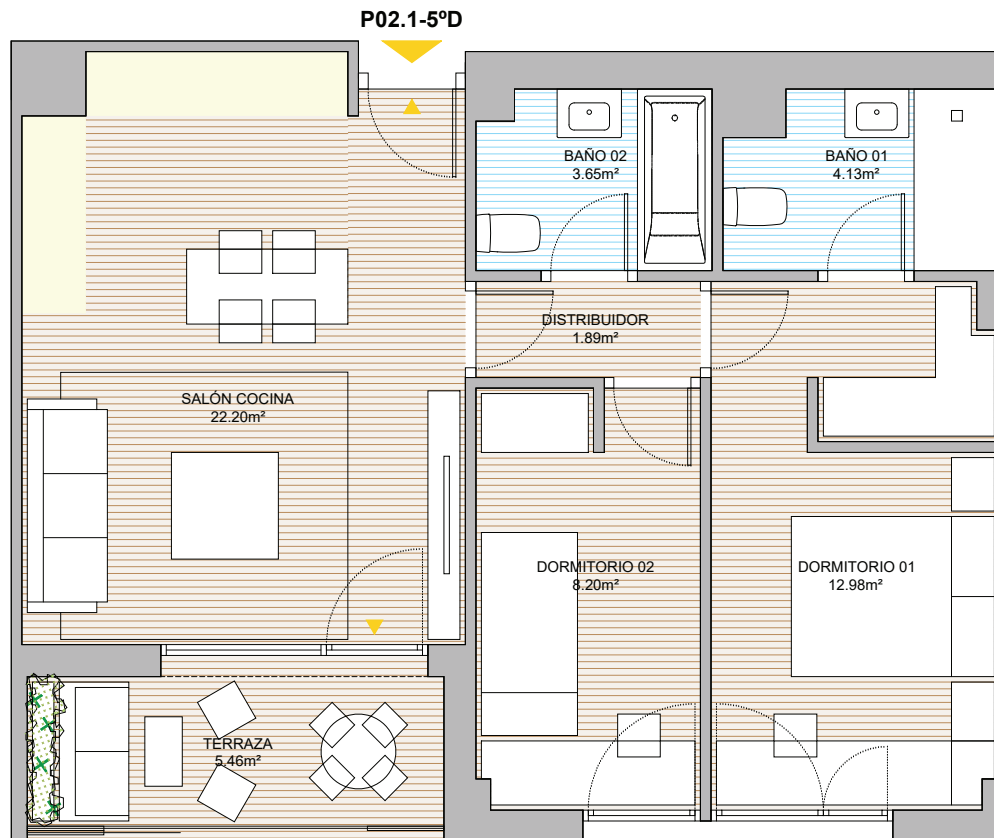 P02.1-5ºD
BAÑO 02
3.65m²
BAÑO 01
4.13m²
DISTRIBUIDOR
1.89m²
SALÓN COCINA
22.20m²
DORMITORIO 02
8.20m²
DORMITORIO 01
12.98m²
TERRAZA
5.46m²